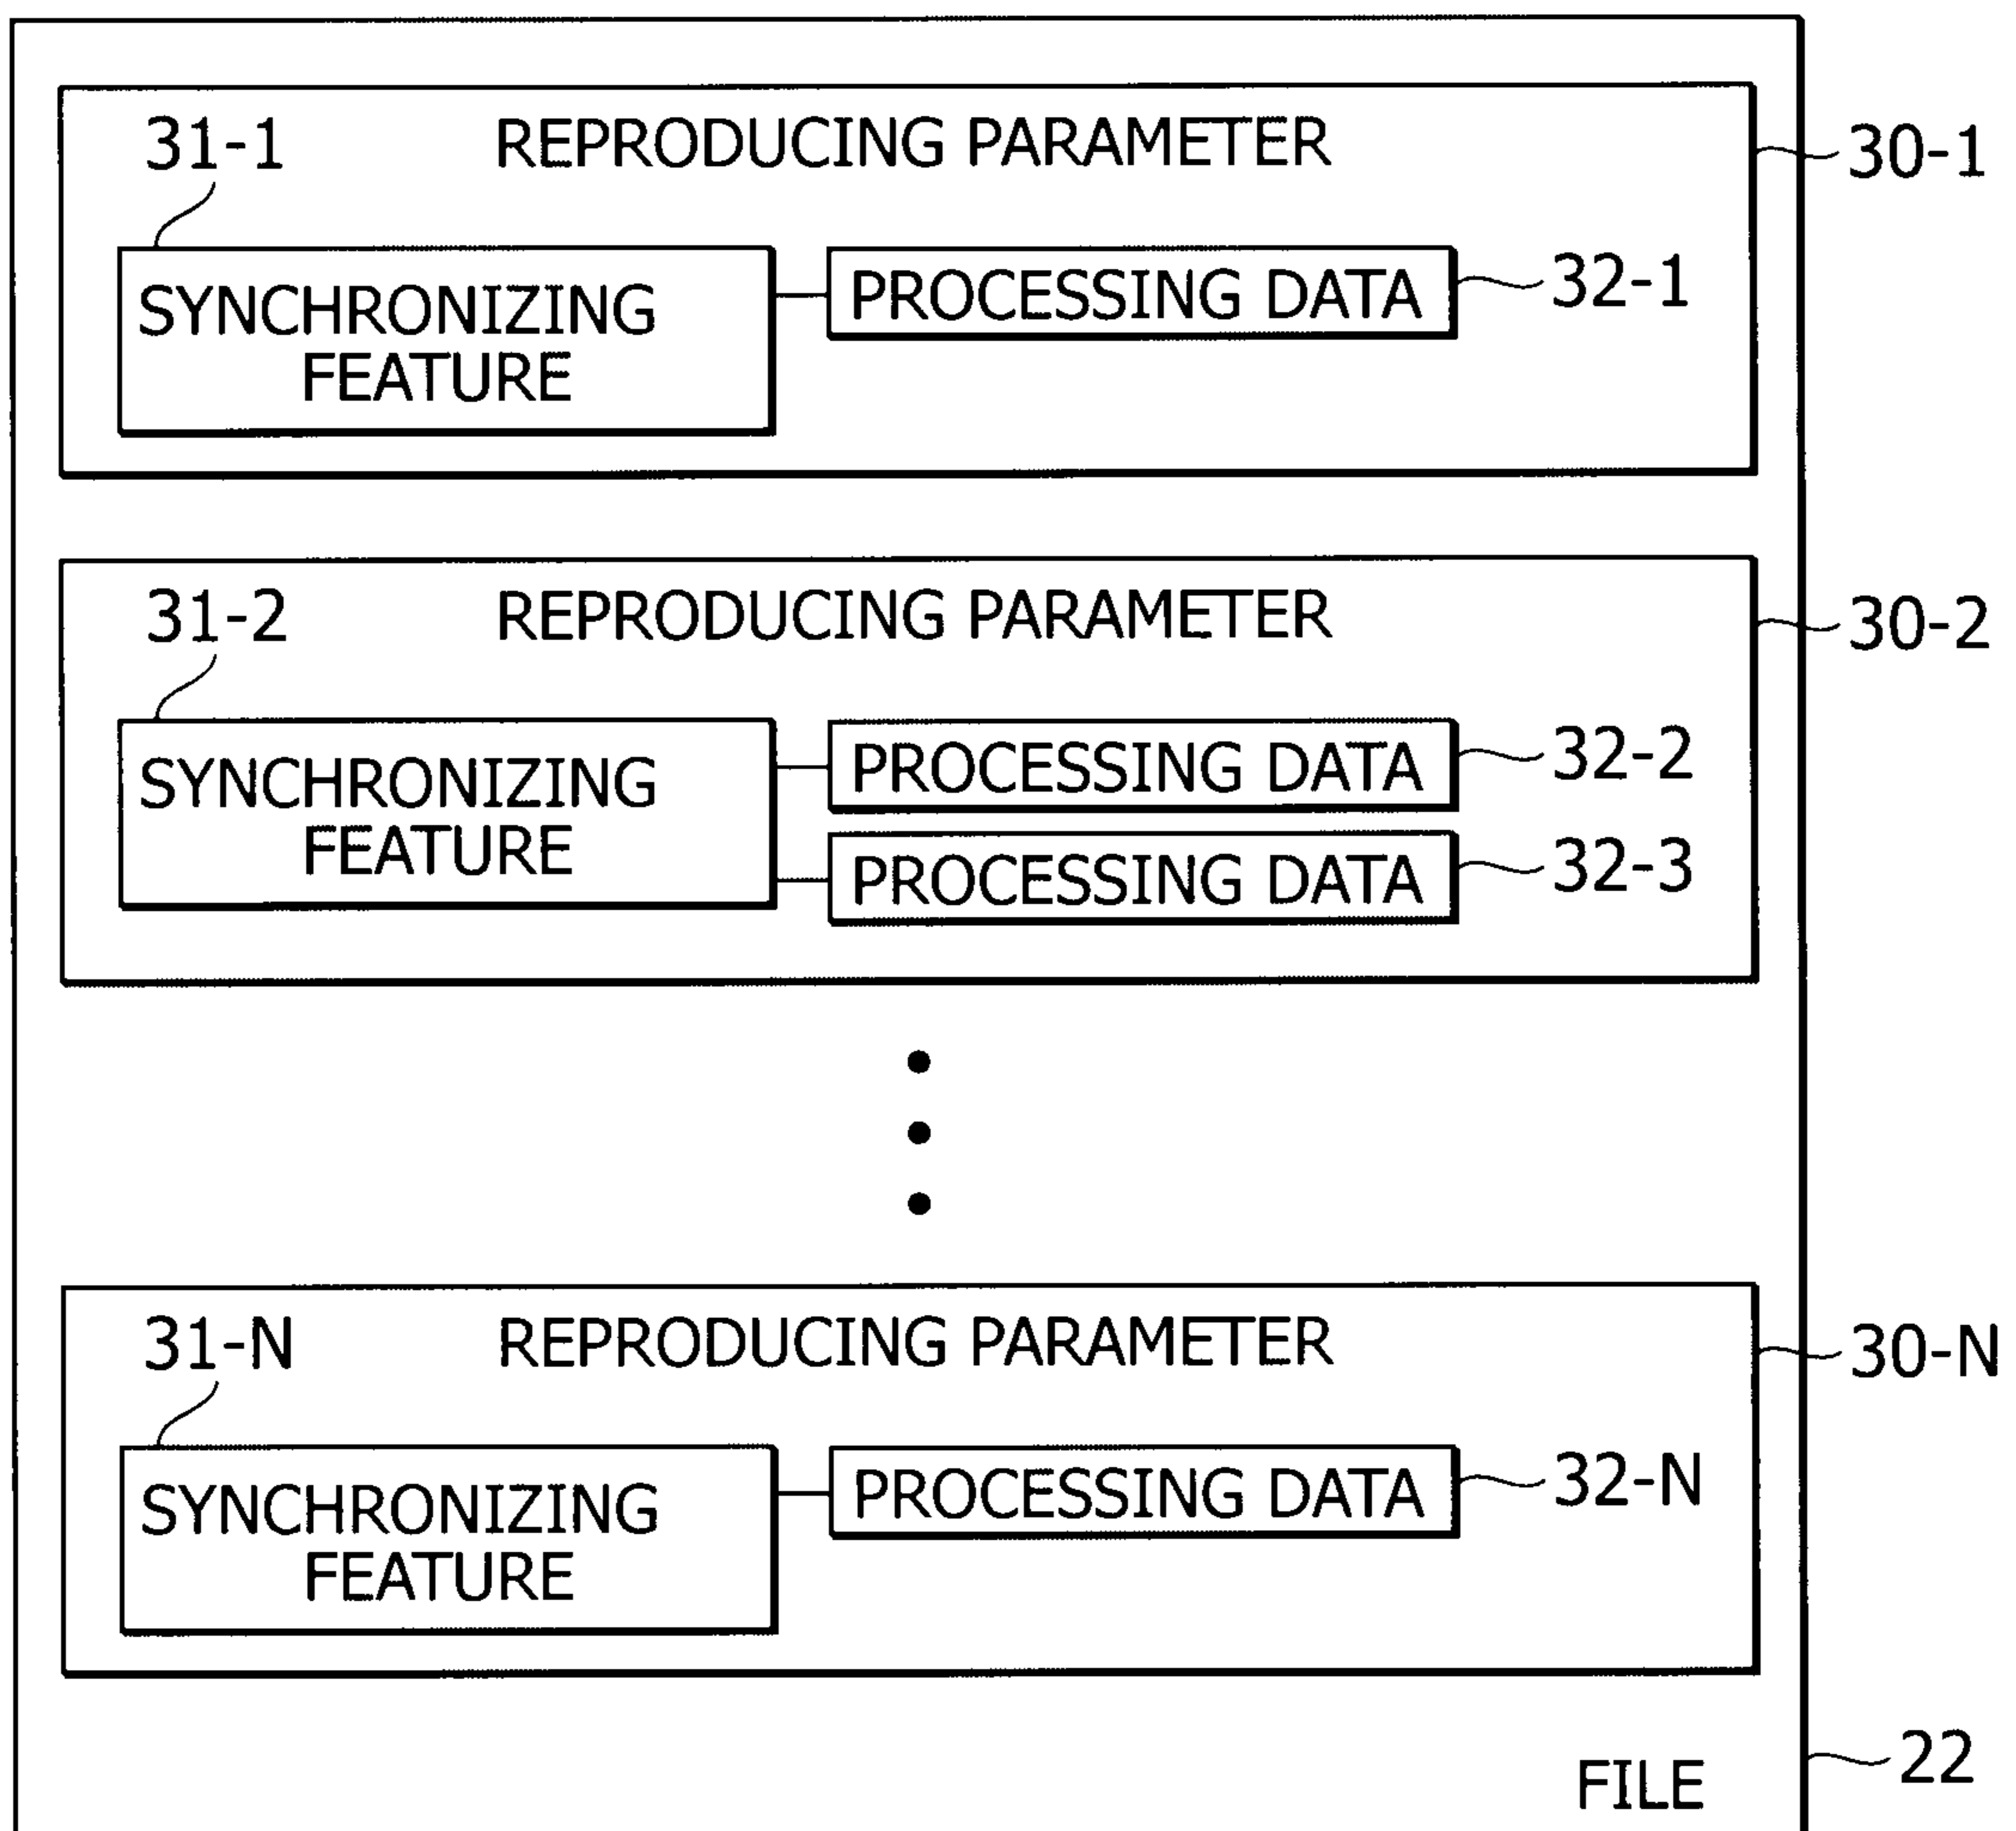 31-1 REPRODUCING PARAMETER 30-1
SYNCHRONIZING FEATURE
PROCESSING DATA 32-1
31-2 REPRODUCING PARAMETER 30-2
SYNCHRONIZING FEATURE
PROCESSING DATA 32-2
PROCESSING DATA 32-3
31-N REPRODUCING PARAMETER 30-N
SYNCHRONIZING FEATURE
PROCESSING DATA 32-N
FILE 22